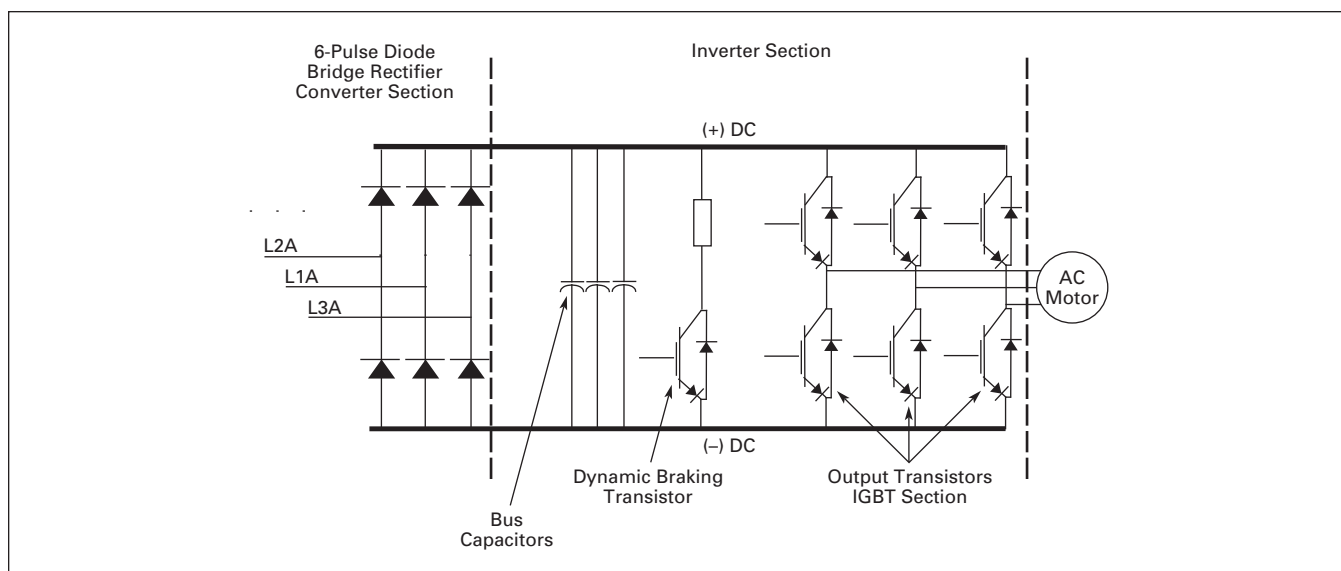 6-Pulse Diode
Bridge Rectifier
Converter Section
Inverter Section
(+) DC
L2A
L1A
L3A
AC
Motor
(–) DC
Dynamic Braking
Transistor
Output Transistors
IGBT Section
Bus
Capacitors